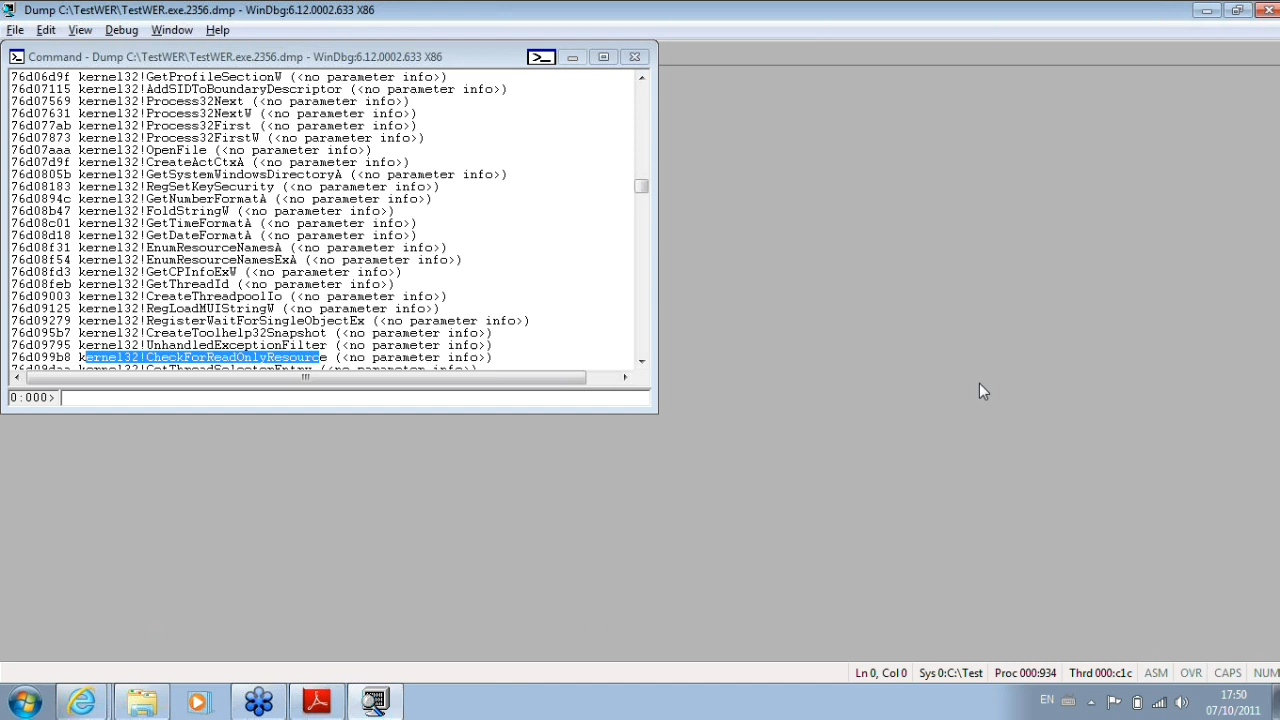 Dump C:\TestWER\TestWER.exe.2356.dmp - WinDbg:6.12.0002.633 X86
File Edit View Debug Window Help
Command - Dump C:\TestWER\TestWER.exe.2356.dmp - WinDbg:6.12.0002.633 X86
76d06d9f kernel32!GetProfileSectionW (<no parameter info>)
76d07115 kernel32!AddSIDToBoundaryDescriptor (<no parameter info>)
76d07569 kernel32!Process32Next (<no parameter info>)
76d07631 kernel32!Process32NextW (<no parameter info>)
76d077ab kernel32!Process32First (<no parameter info>)
76d07873 kernel32!Process32FirstW (<no parameter info>)
76d07aaa kernel32!OpenFile (<no parameter info>)
76d07d9f kernel32!CreateActCtxA (<no parameter info>)
76d0805b kernel32!GetSystemWindowsDirectoryA (<no parameter info>)
76d08183 kernel32!RegSetKeySecurity (<no parameter info>)
76d0894c kernel32!GetNumberFormatA (<no parameter info>)
76d08b47 kernel32!FoldStringW (<no parameter info>)
76d08c01 kernel32!GetTimeFormatA (<no parameter info>)
76d08d18 kernel32!GetDateFormatA (<no parameter info>)
76d08f31 kernel32!EnumResourceNamesA (<no parameter info>)
76d08f54 kernel32!EnumResourceNamesExA (<no parameter info>)
76d08fd3 kernel32!GetCPInfoExW (<no parameter info>)
76d08feb kernel32!GetThreadId (<no parameter info>)
76d09003 kernel32!CreateThreadpoolIo (<no parameter info>)
76d09125 kernel32!RegLoadMUIStringW (<no parameter info>)
76d09279 kernel32!RegisterWaitForSingleObjectEx (<no parameter info>)
76d095b7 kernel32!CreateToolhelp32Snapshot (<no parameter info>)
76d09795 kernel32!UnhandledExceptionFilter (<no parameter info>)
76d099b8 kernel32!CheckForReadOnlyResource (<no parameter info>)
76d09daa kernel32!GetThreadSelectorEntry (<no parameter info>)
0:000>
Ln 0, Col 0 Sys 0:C:\Test Proc 000:934 Thrd 000:c1c ASM OVR CAPS NUM
EN
17:50
07/10/2011